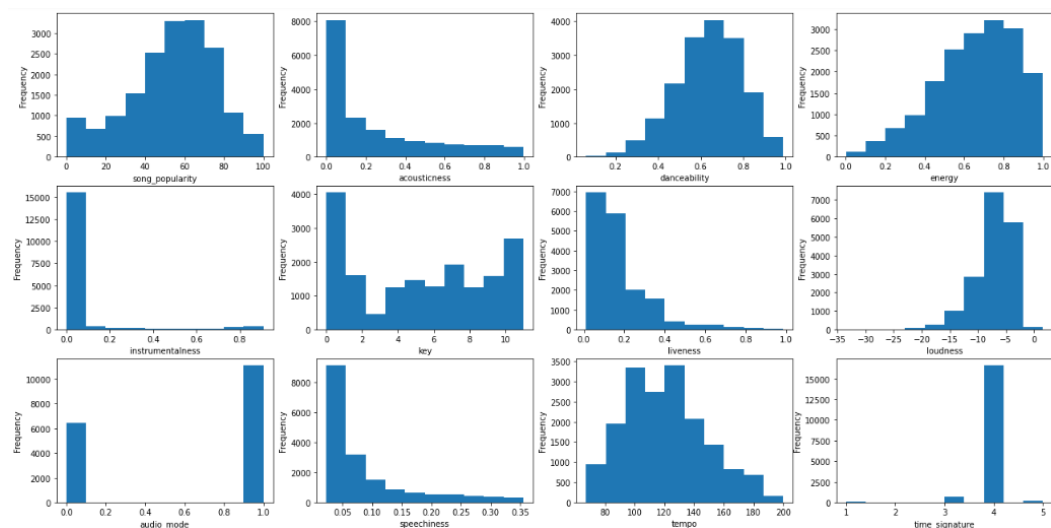 Frequency
3000
2500
2000
1500
1000
500
0
0 20 40 60 80 100
song_popularity
Frequency
8000
6000
4000
2000
0
0.0 0.2 0.4 0.6 0.8 1.0
acousticness
Frequency
4000
3000
2000
1000
0
0.2 0.4 0.6 0.8 1.0
danceability
Frequency
3000
2500
2000
1500
1000
500
0
0.0 0.2 0.4 0.6 0.8 1.0
energy
Frequency
15000
12500
10000
7500
5000
2500
0
0.0 0.2 0.4 0.6 0.8
instrumentalness
Frequency
4000
3000
2000
1000
0
0 2 4 6 8 10
key
Frequency
7000
6000
5000
4000
3000
2000
1000
0
0.0 0.2 0.4 0.6 0.8 1.0
liveness
Frequency
7000
6000
5000
4000
3000
2000
1000
0
−35 −30 −25 −20 −15 −10 −5 0
loudness
Frequency
10000
8000
6000
4000
2000
0
0.0 0.2 0.4 0.6 0.8 1.0
audio_mode
Frequency
8000
6000
4000
2000
0
0.05 0.10 0.15 0.20 0.25 0.30 0.35
speechiness
Frequency
3500
3000
2500
2000
1500
1000
500
0
80 100 120 140 160 180 200
tempo
Frequency
15000
12500
10000
7500
5000
2500
0
1 2 3 4 5
time_signature